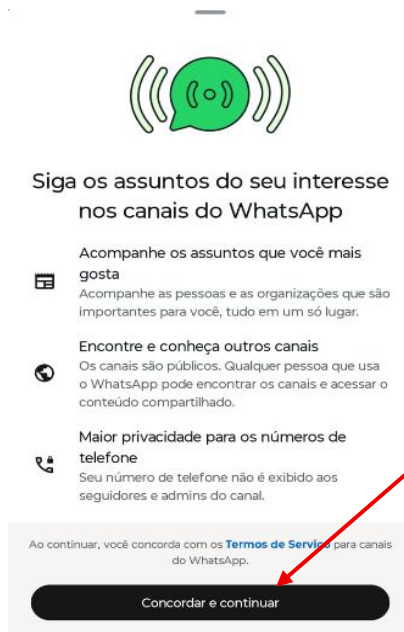 Siga os assuntos do seu interesse
nos canais do WhatsApp
Acompanhe os assuntos que você mais
gosta
Acompanhe as pessoas e as organizações que são
importantes para você, tudo em um só lugar.
Encontre e conheça outros canais
Os canais são públicos. Qualquer pessoa que usa
o WhatsApp pode encontrar os canais e acessar o
conteúdo compartilhado.
Maior privacidade para os números de
telefone
Seu número de telefone não é exibido aos
seguidores e admins do canal.
Ao continuar, você concorda com os Termos de Serviço para canais
do WhatsApp.
Concordar e continuar